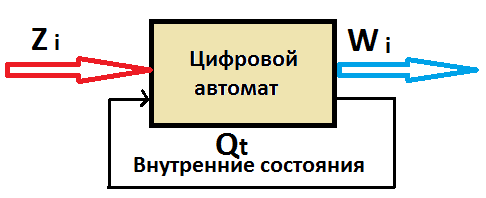 Z i
Цифровой
автомат
W i
Qt
Внутренние состояния